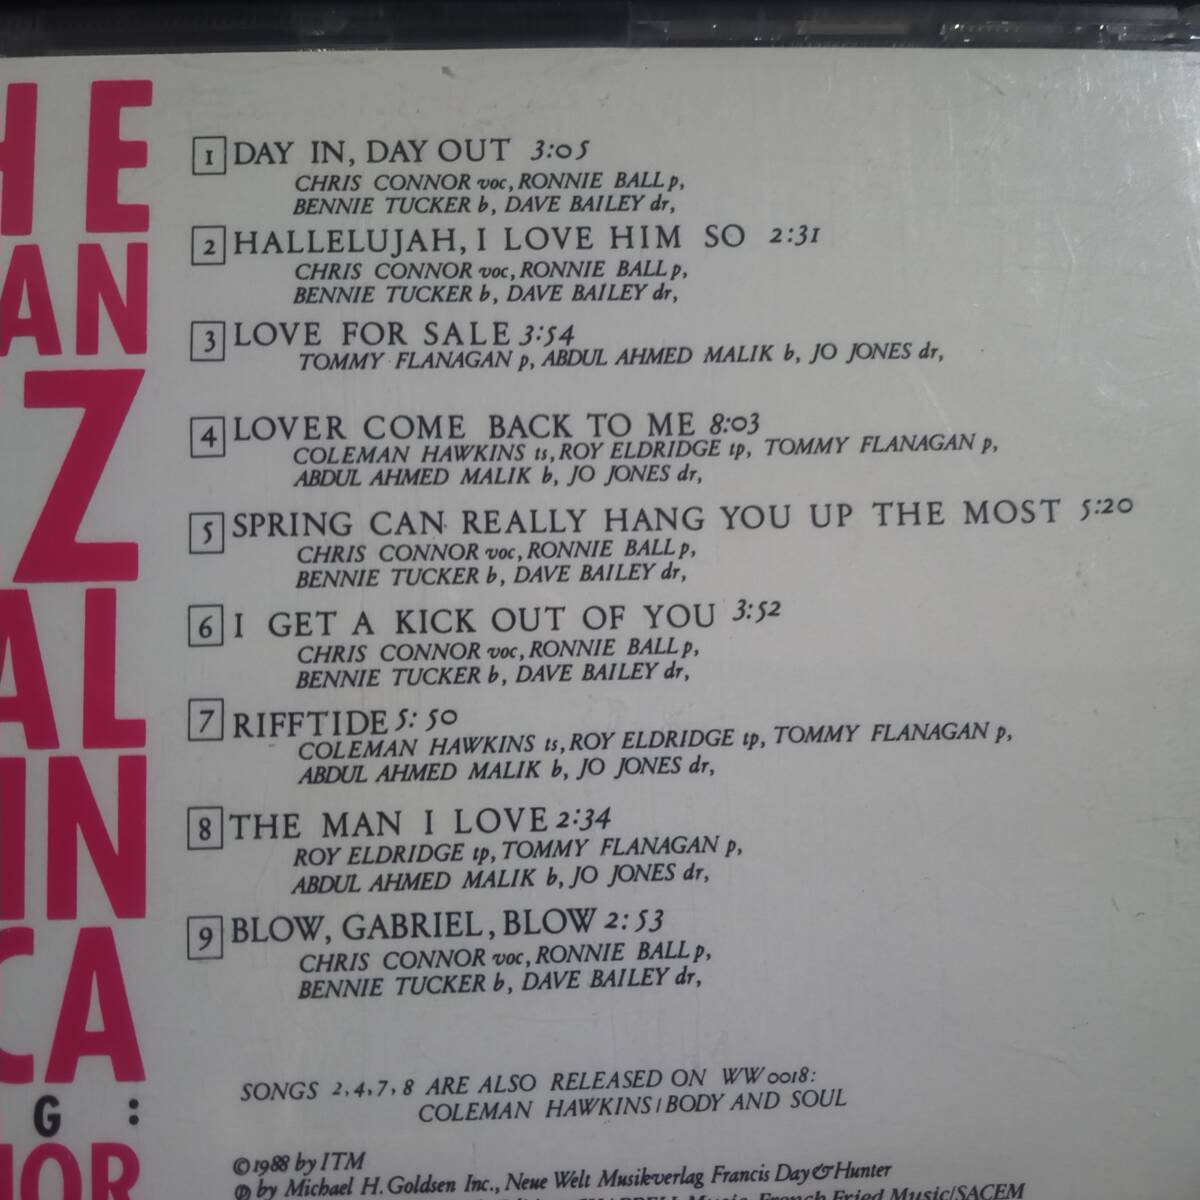 HE
AN
Z
AL
IN
CA
G :
NOR
1 DAY IN, DAY OUT 3:05
CHRIS CONNOR voc, RONNIE BALL p,
BENNIE TUCKER b, DAVE BAILEY dr,
2 HALLELUJAH, I LOVE HIM SO 2:31
CHRIS CONNOR voc, RONNIE BALL p,
BENNIE TUCKER b, DAVE BAILEY dr,
3 LOVE FOR SALE 3:54
TOMMY FLANAGAN p, ABDUL AHMED MALIK b, JO JONES dr,
4 LOVER COME BACK TO ME 8:03
COLEMAN HAWKINS ts, ROY ELDRIDGE tp, TOMMY FLANAGAN p,
ABDUL AHMED MALIK b, JO JONES dr,
5 SPRING CAN REALLY HANG YOU UP THE MOST 5:20
CHRIS CONNOR voc, RONNIE BALL p,
BENNIE TUCKER b, DAVE BAILEY dr,
6 I GET A KICK OUT OF YOU 3:52
CHRIS CONNOR voc, RONNIE BALL p,
BENNIE TUCKER b, DAVE BAILEY dr,
7 RIFFTIDE 5:50
COLEMAN HAWKINS ts, ROY ELDRIDGE tp, TOMMY FLANAGAN p,
ABDUL AHMED MALIK b, JO JONES dr,
8 THE MAN I LOVE 2:34
ROY ELDRIDGE tp, TOMMY FLANAGAN p,
ABDUL AHMED MALIK b, JO JONES dr,
9 BLOW, GABRIEL, BLOW 2:53
CHRIS CONNOR voc, RONNIE BALL p,
BENNIE TUCKER b, DAVE BAILEY dr,
SONGS 2,4,7,8 ARE ALSO RELEASED ON WW 0018:
COLEMAN HAWKINS/BODY AND SOUL
©1988 by ITM
℗ by Michael H. Goldsen Inc., Neue Welt Musikverlag Francis Day & Hunter
Music, French Fried Music/SACEM